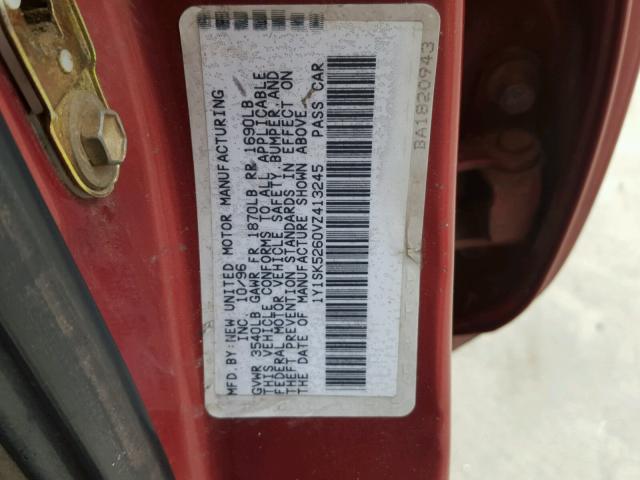 MFD.BY:NEW UNITED MOTOR MANUFACTURING
INC. 10/96
GVWR 3540LB GAWR FR 1870LB RR 1690LB
THIS VEHICLE CONFORMS TO ALL APPLICABLE
FEDERAL MOTOR VEHICLE SAFETY, BUMPER, AND
THEFT PREVENTION STANDARDS IN EFFECT ON
THE DATE OF MANUFACTURE SHOWN ABOVE.
1Y1SK5260VZ413245 PASS CAR
BA1820943